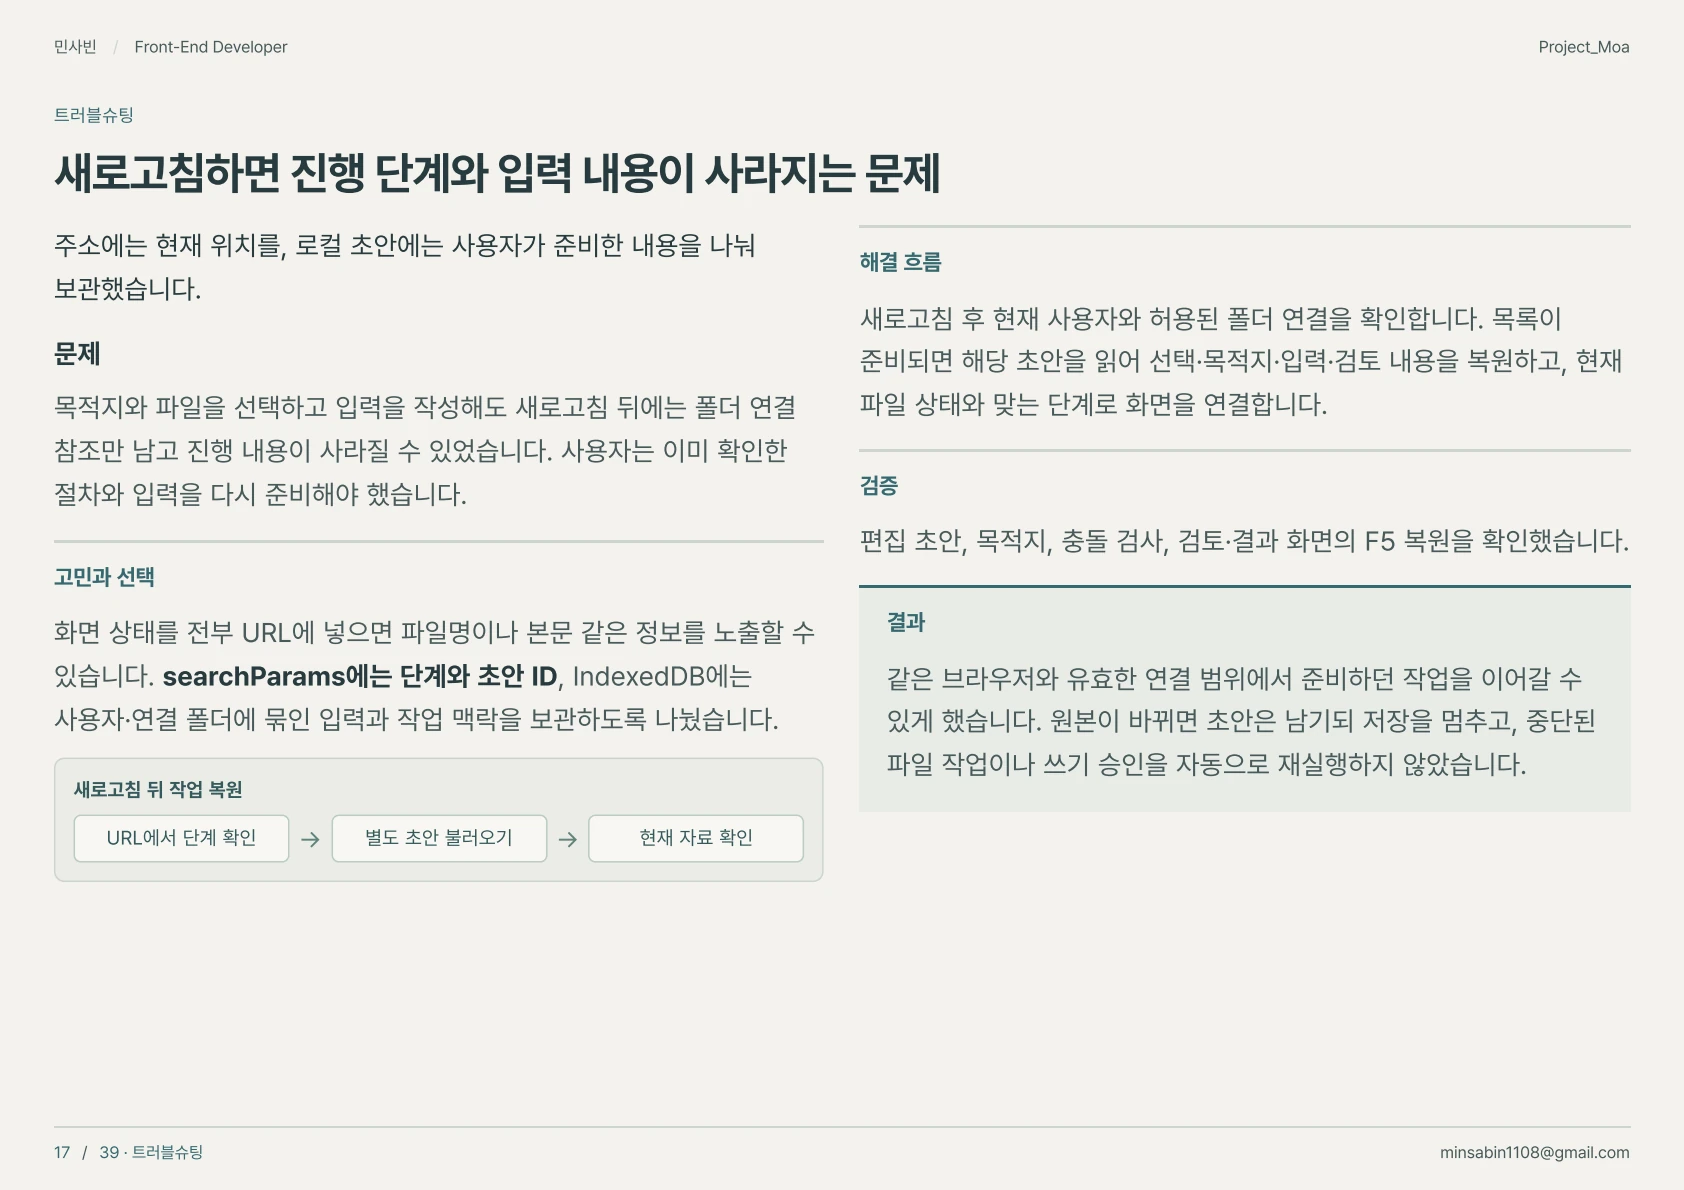 민사빈 / Front-End Developer
Project_Moa
트러블슈팅
새로고침하면 진행 단계와 입력 내용이 사라지는 문제
주소에는 현재 위치를, 로컬 초안에는 사용자가 준비한 내용을 나눠
보관했습니다.
문제
목적지와 파일을 선택하고 입력을 작성해도 새로고침 뒤에는 폴더 연결
참조만 남고 진행 내용이 사라질 수 있었습니다. 사용자는 이미 확인한
절차와 입력을 다시 준비해야 했습니다.
고민과 선택
화면 상태를 전부 URL에 넣으면 파일명이나 본문 같은 정보를 노출할 수
있습니다. searchParams에는 단계와 초안 ID, IndexedDB에는
사용자·연결 폴더에 묶인 입력과 작업 맥락을 보관하도록 나눴습니다.
새로고침 뒤 작업 복원
URL에서 단계 확인 → 별도 초안 불러오기 → 현재 자료 확인
해결 흐름
새로고침 후 현재 사용자와 허용된 폴더 연결을 확인합니다. 목록이
준비되면 해당 초안을 읽어 선택·목적지·입력·검토 내용을 복원하고, 현재
파일 상태와 맞는 단계로 화면을 연결합니다.
검증
편집 초안, 목적지, 충돌 검사, 검토·결과 화면의 F5 복원을 확인했습니다.
결과
같은 브라우저와 유효한 연결 범위에서 준비하던 작업을 이어갈 수
있게 했습니다. 원본이 바뀌면 초안은 남기되 저장을 멈추고, 중단된
파일 작업이나 쓰기 승인을 자동으로 재실행하지 않았습니다.
17 / 39 · 트러블슈팅
minsabin1108@gmail.com